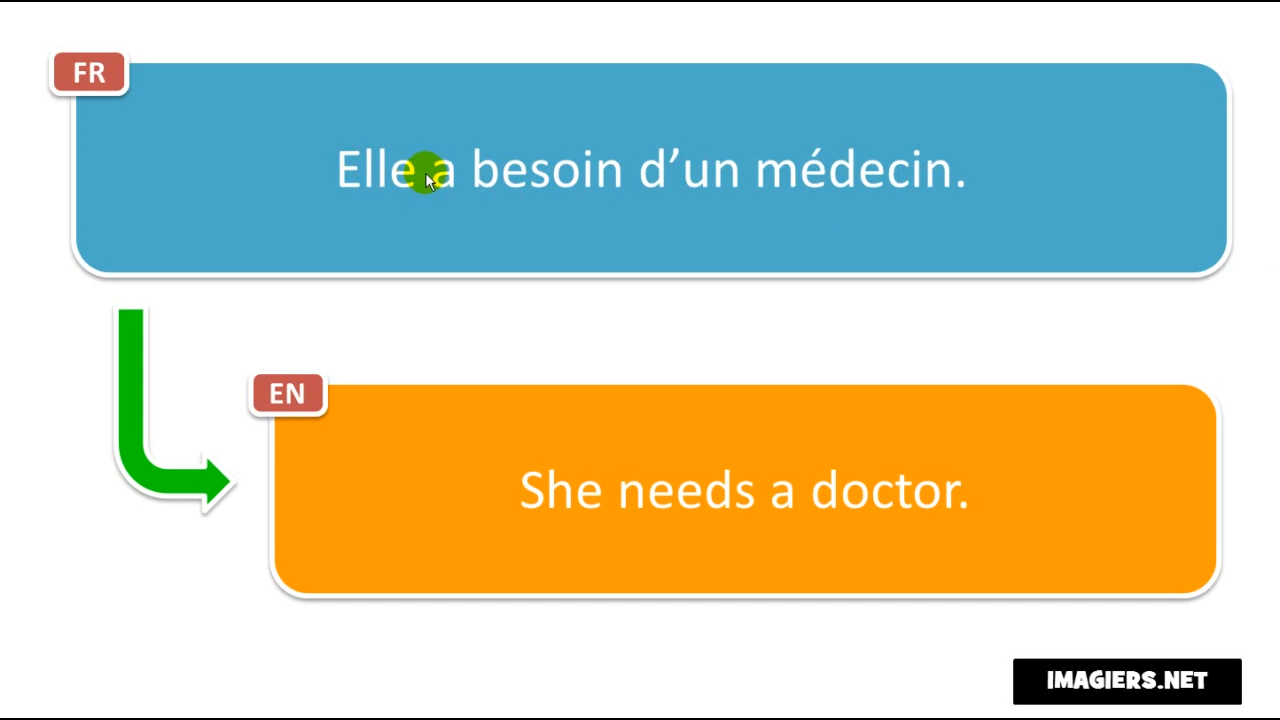 FR
Elle a besoin d’un médecin.
EN
She needs a doctor.
IMAGIERS.NET